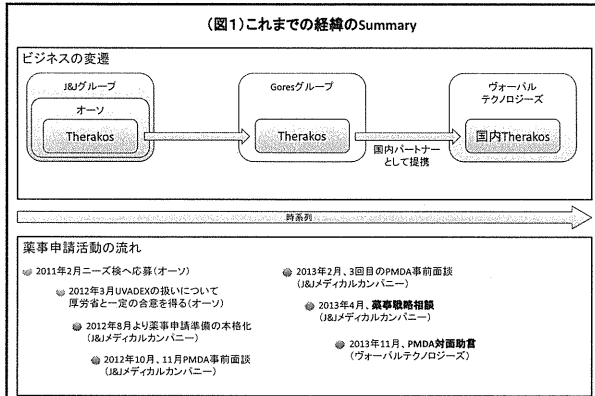 (図1)これまでの経緯のSummary
ビジネスの変遷
J&Jグループ
オーソ
Therakos
Goresグループ
Therakos
国内パートナー
として提携
ヴォーパル
テクノロジーズ
国内Therakos
時系列
薬事申請活動の流れ
2011年2月ニーズ検へ応募(オーソ)
2012年3月UVADEXの扱いについて
厚労省と一定の合意を得る(オーソ)
2012年8月より薬事申請準備の本格化
(J&Jメディカルカンパニー)
2012年10月、11月PMDA事前面談
(J&Jメディカルカンパニー)
2013年2月、3回目のPMDA事前面談
(J&Jメディカルカンパニー)
2013年4月、薬事戦略相談
(J&Jメディカルカンパニー)
2013年11月、PMDA対面助言
(ヴォーパルテクノロジーズ)